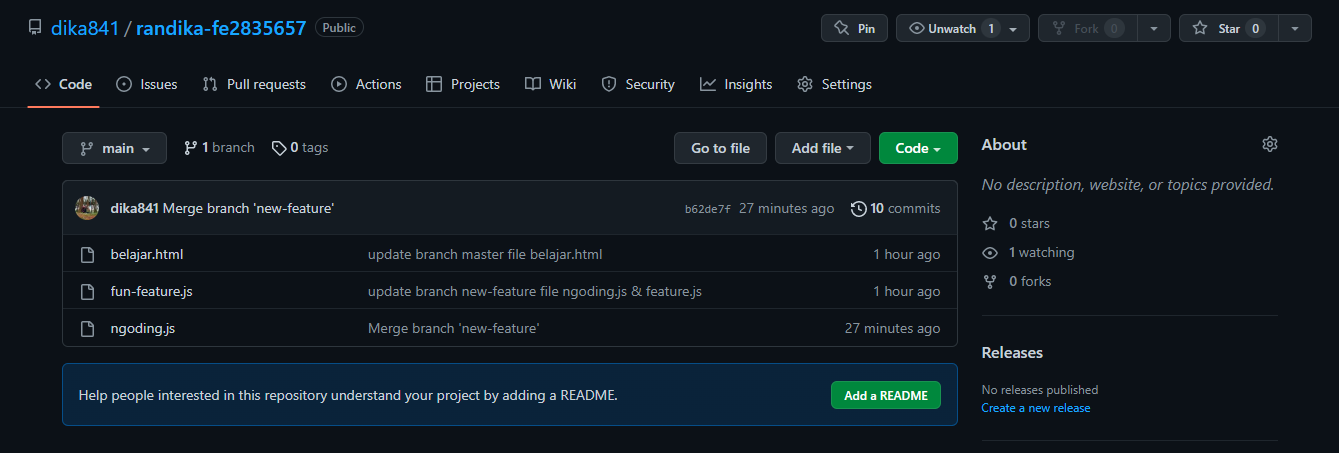 dika841 / randika-fe2835657 Public Pin Unwatch 1 Fork 0 Star 0
Code Issues Pull requests Actions Projects Wiki Security Insights Settings
main 1 branch 0 tags Go to file Add file Code
dika841 Merge branch 'new-feature' b62de7f 27 minutes ago 10 commits
belajar.html update branch master file belajar.html 1 hour ago
fun-feature.js update branch new-feature file ngoding.js & feature.js 1 hour ago
ngoding.js Merge branch 'new-feature' 27 minutes ago
Help people interested in this repository understand your project by adding a README. Add a README
About
No description, website, or topics provided.
0 stars
1 watching
0 forks
Releases
No releases published
Create a new release